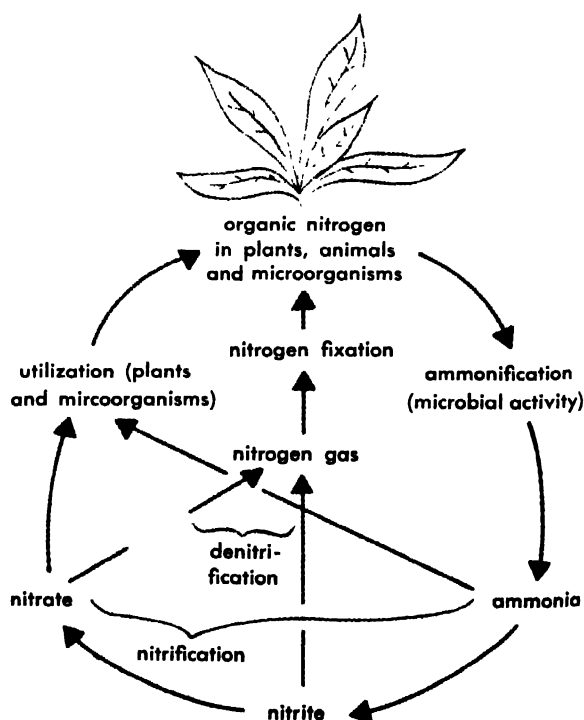 organic nitrogen
in plants, animals
and microorganisms
nitrogen fixation
utilization (plants
and mircoorganisms)
ammonification
(microbial activity)
nitrogen gas
denitri-
fication
nitrate
ammonia
nitrification
nitrite